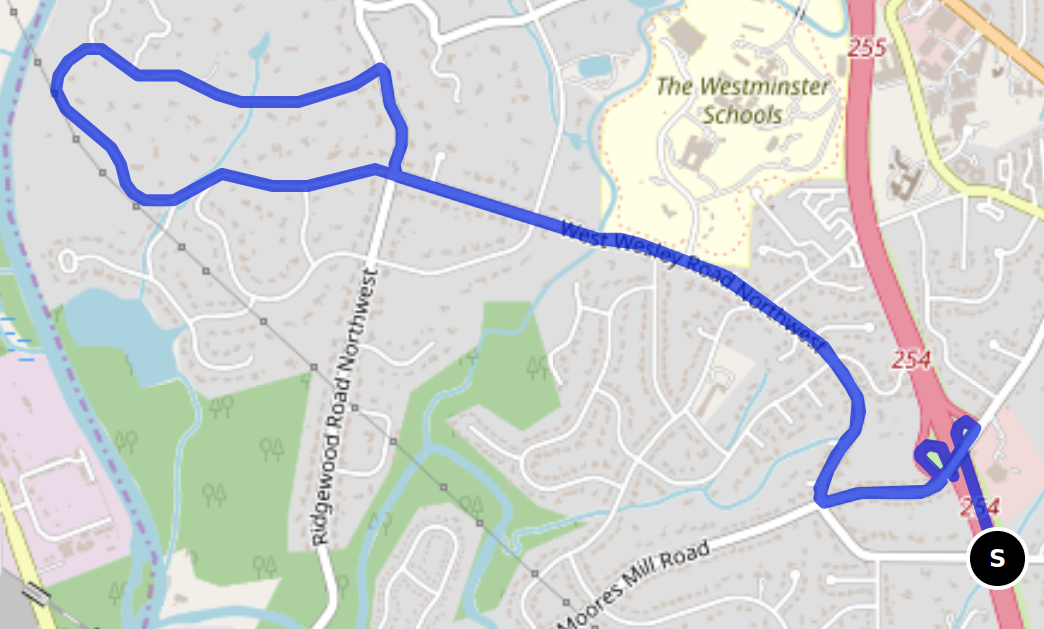 255
The Westminster
Schools
West Wesley Road Northwest
254
Ridgewood Road Northwest
254
S
Moores Mill Road